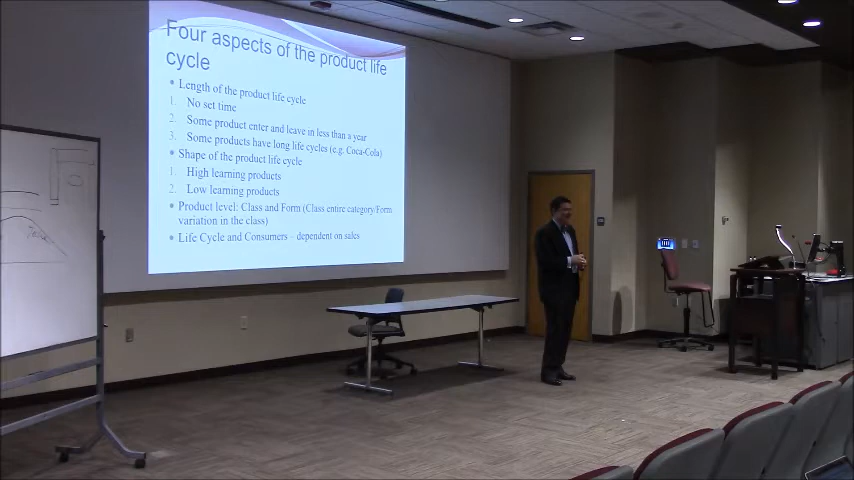 Four aspects of the product life
cycle
• Length of the product life cycle
1. No set time
2. Some product enter and leave in less than a year
3. Some products have long life cycles (e.g. Coca-Cola)
• Shape of the product life cycle
1. High learning products
2. Low learning products
• Product level: Class and Form (Class entire category/Form
variation in the class)
• Life Cycle and Consumers – dependent on sales